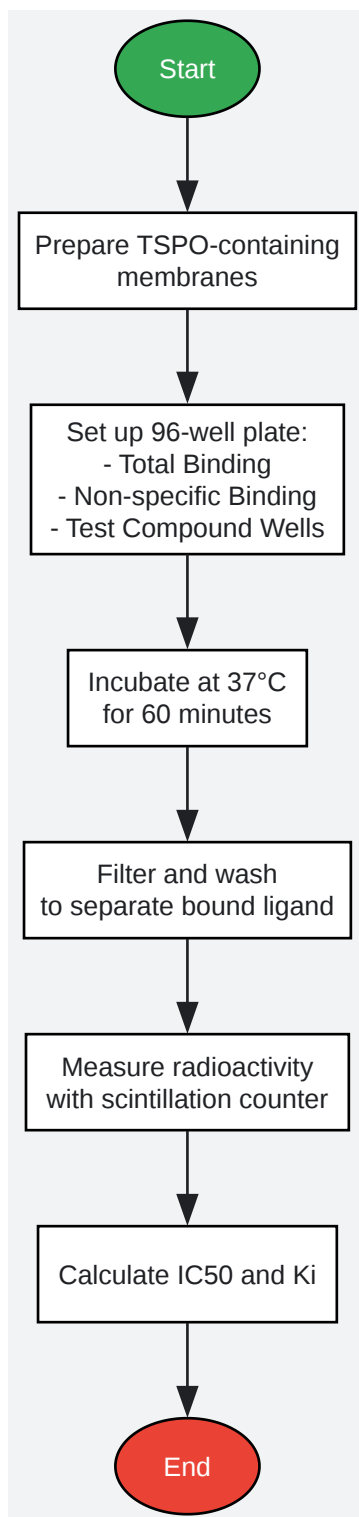 Start
Prepare TSPO-containing
membranes
Set up 96-well plate:
- Total Binding
- Non-specific Binding
- Test Compound Wells
Incubate at 37°C
for 60 minutes
Filter and wash
to separate bound ligand
Measure radioactivity
with scintillation counter
Calculate IC50 and Ki
End